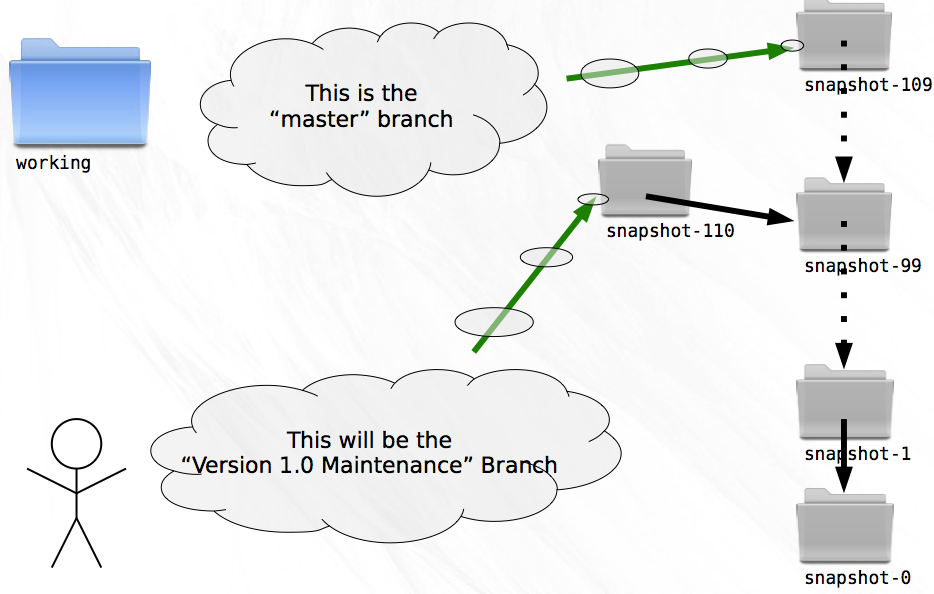 This is the
“master” branch
snapshot-109
working
snapshot-110
snapshot-99
This will be the
“Version 1.0 Maintenance” Branch
snapshot-1
snapshot-0